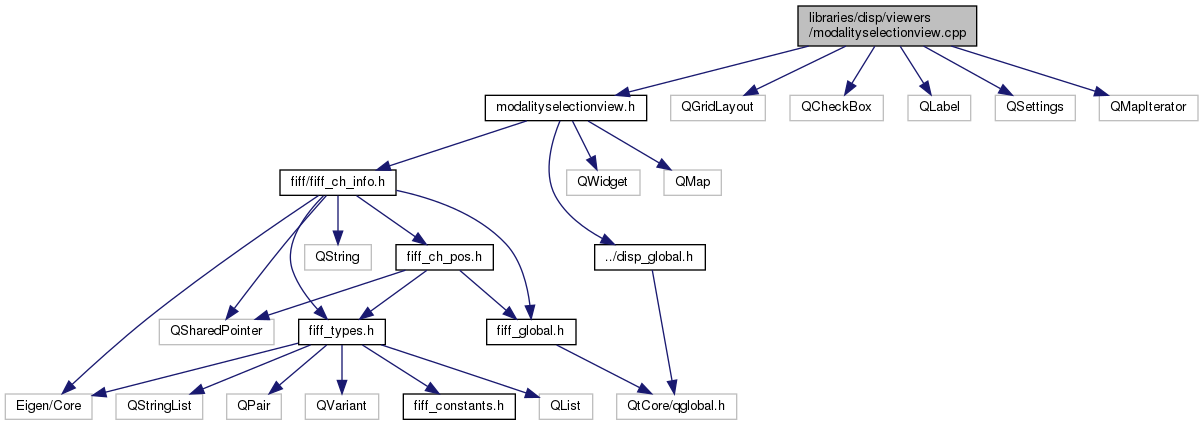 libraries/disp/viewers
/modalityselectionview.cpp
modalityselectionview.h
QGridLayout
QCheckBox
QLabel
QSettings
QMapIterator
fiff/fiff_ch_info.h
QWidget
QMap
QString
fiff_ch_pos.h
../disp_global.h
QSharedPointer
fiff_types.h
fiff_global.h
Eigen/Core
QStringList
QPair
QVariant
fiff_constants.h
QList
QtCore/qglobal.h